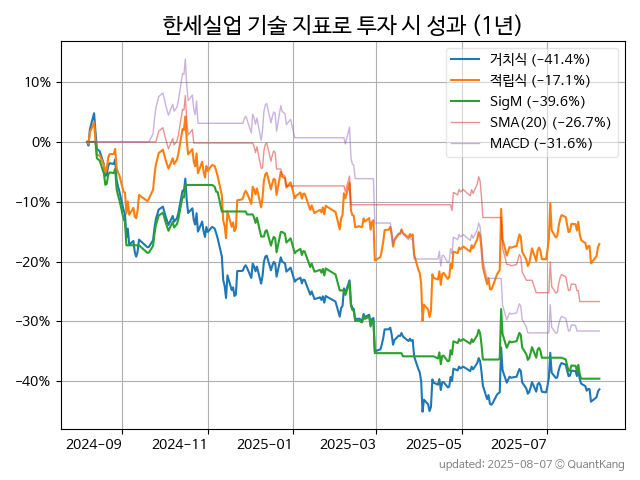 한세실업 기술 지표로 투자 시 성과 (1년)
거치식 (−41.4%)
적립식 (−17.1%)
SigM (−39.6%)
SMA(20) (−26.7%)
MACD (−31.6%)
10%
0%
−10%
−20%
−30%
−40%
2024-09
2024-11
2025-01
2025-03
2025-05
2025-07
updated: 2025-08-07 © QuantKang